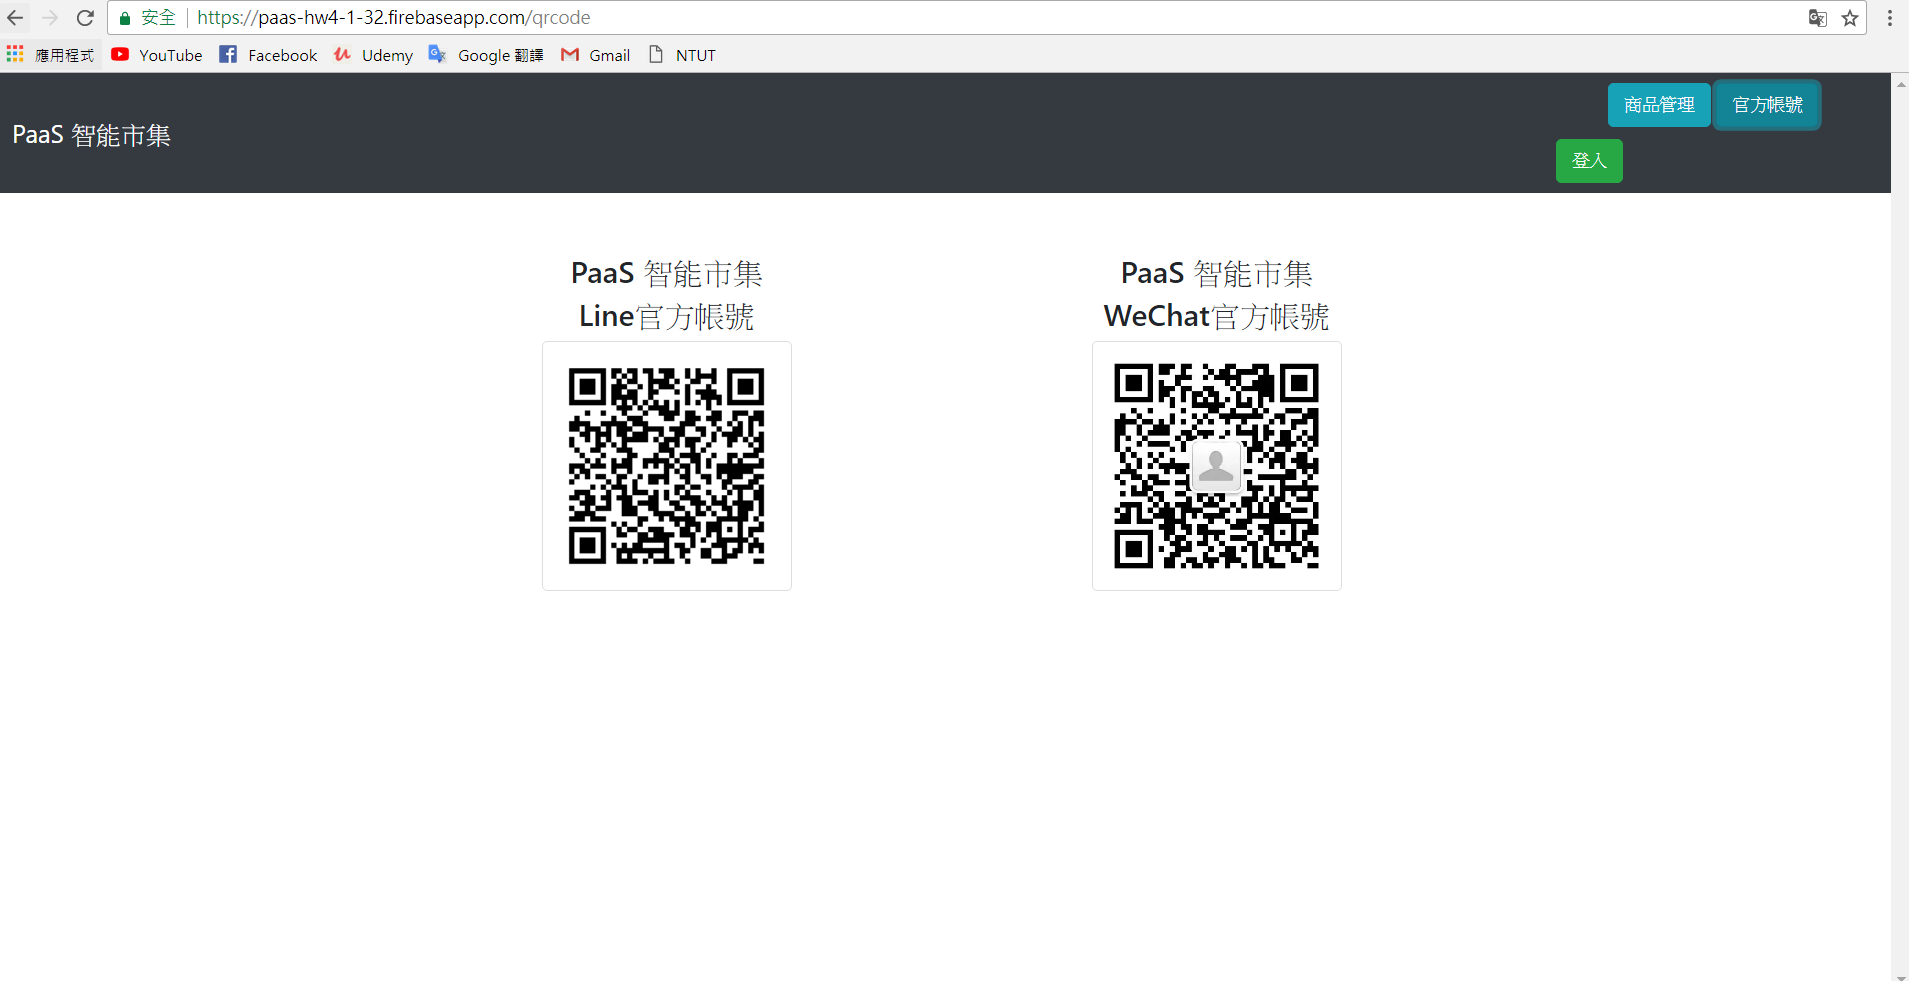 安全 https://paas-hw4-1-32.firebaseapp.com/qrcode
應用程式 YouTube Facebook Udemy Google 翻譯 Gmail NTUT
PaaS 智能市集
商品管理 官方帳號
登入
PaaS 智能市集
Line官方帳號
PaaS 智能市集
WeChat官方帳號